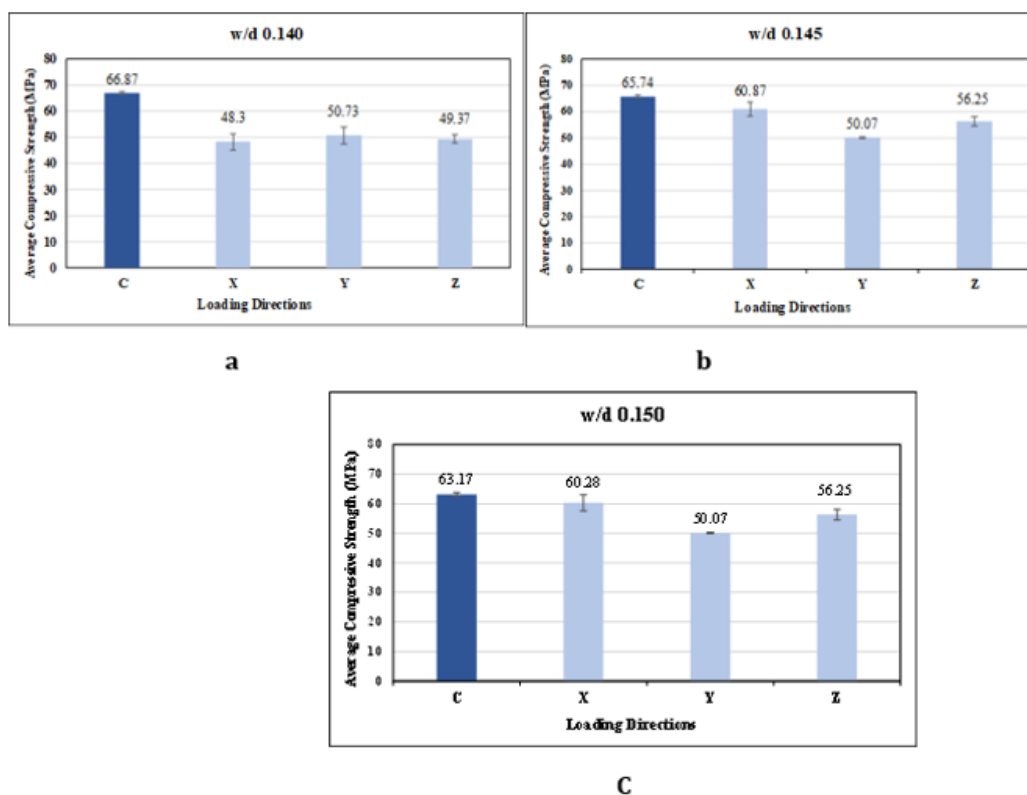 w/d 0.140
Average Compressive Strength (MPa)
80
70
60
50
40
30
20
10
0
66.87
48.3
50.73
49.37
C X Y Z
Loading Directions
a
w/d 0.145
Average Compressive Strength (MPa)
80
70
60
50
40
30
20
10
0
65.74
60.87
50.07
56.25
C X Y Z
Loading Directions
b
w/d 0.150
Average Compressive Strength (MPa)
80
70
60
50
40
30
20
10
0
63.17
60.28
50.07
56.25
C X Y Z
Loading Directions
C